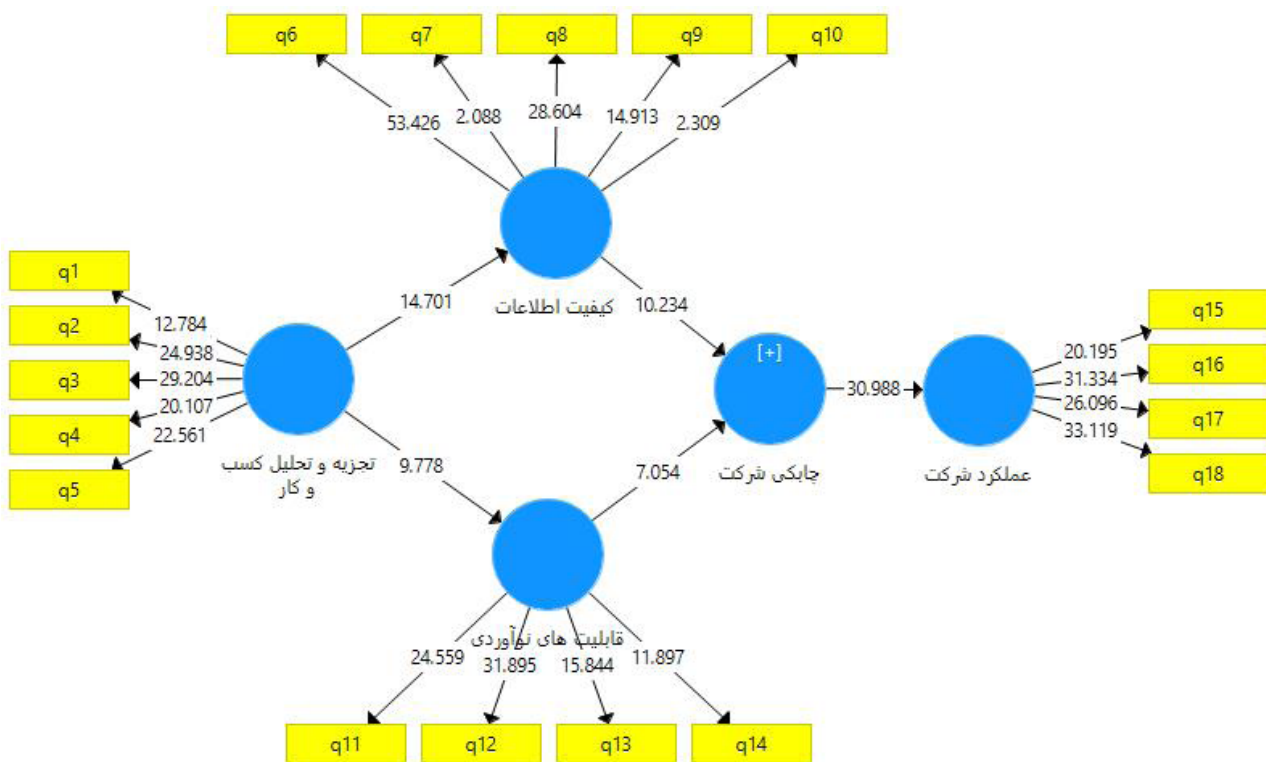 q6
q7
q8
q9
q10
53.426
2.088
28.604
14.913
2.309
کیفیت اطلاعات
14.701
10.234
q1
q2
q3
q4
q5
12.784
24.938
29.204
20.107
22.561
تجزیه و تحلیل کسب
و کار
9.778
7.054
[+]
چابکی شرکت
30.988
عملکرد شرکت
20.195
31.334
26.096
33.119
q15
q16
q17
q18
قابلیت های نوآوردی
24.559
31.895
15.844
11.897
q11
q12
q13
q14